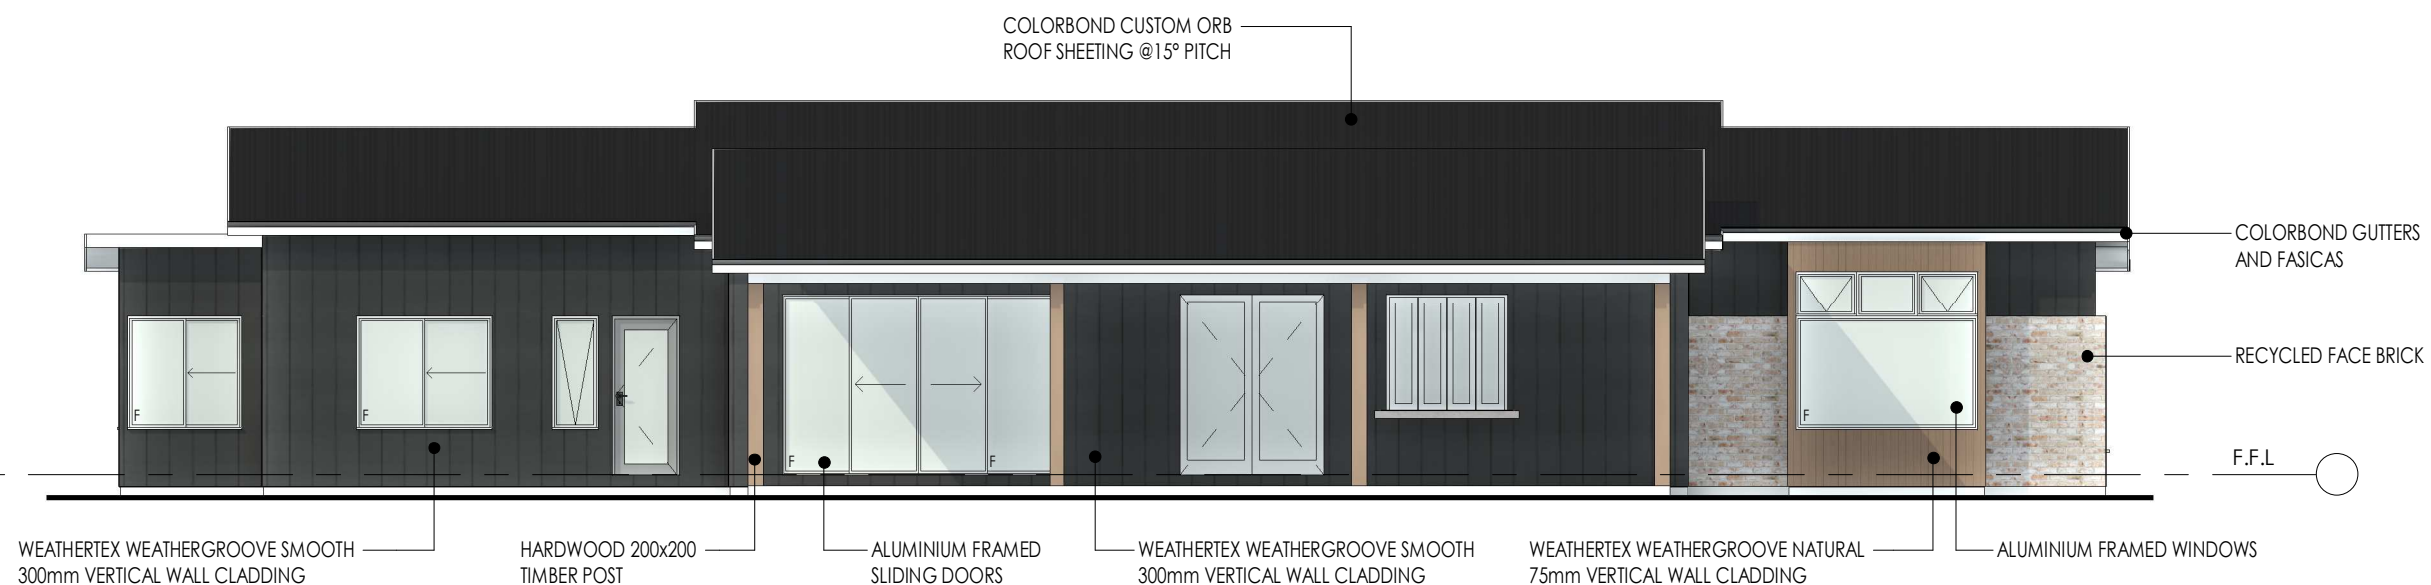 COLORBOND CUSTOM ORB
ROOF SHEETING @15° PITCH
COLORBOND GUTTERS
AND FASICAS
RECYCLED FACE BRICK
F
F
F
F
F
F.F.L
WEATHERTEX WEATHERGROOVE SMOOTH
300mm VERTICAL WALL CLADDING
HARDWOOD 200x200
TIMBER POST
ALUMINIUM FRAMED
SLIDING DOORS
WEATHERTEX WEATHERGROOVE SMOOTH
300mm VERTICAL WALL CLADDING
WEATHERTEX WEATHERGROOVE NATURAL
75mm VERTICAL WALL CLADDING
ALUMINIUM FRAMED WINDOWS